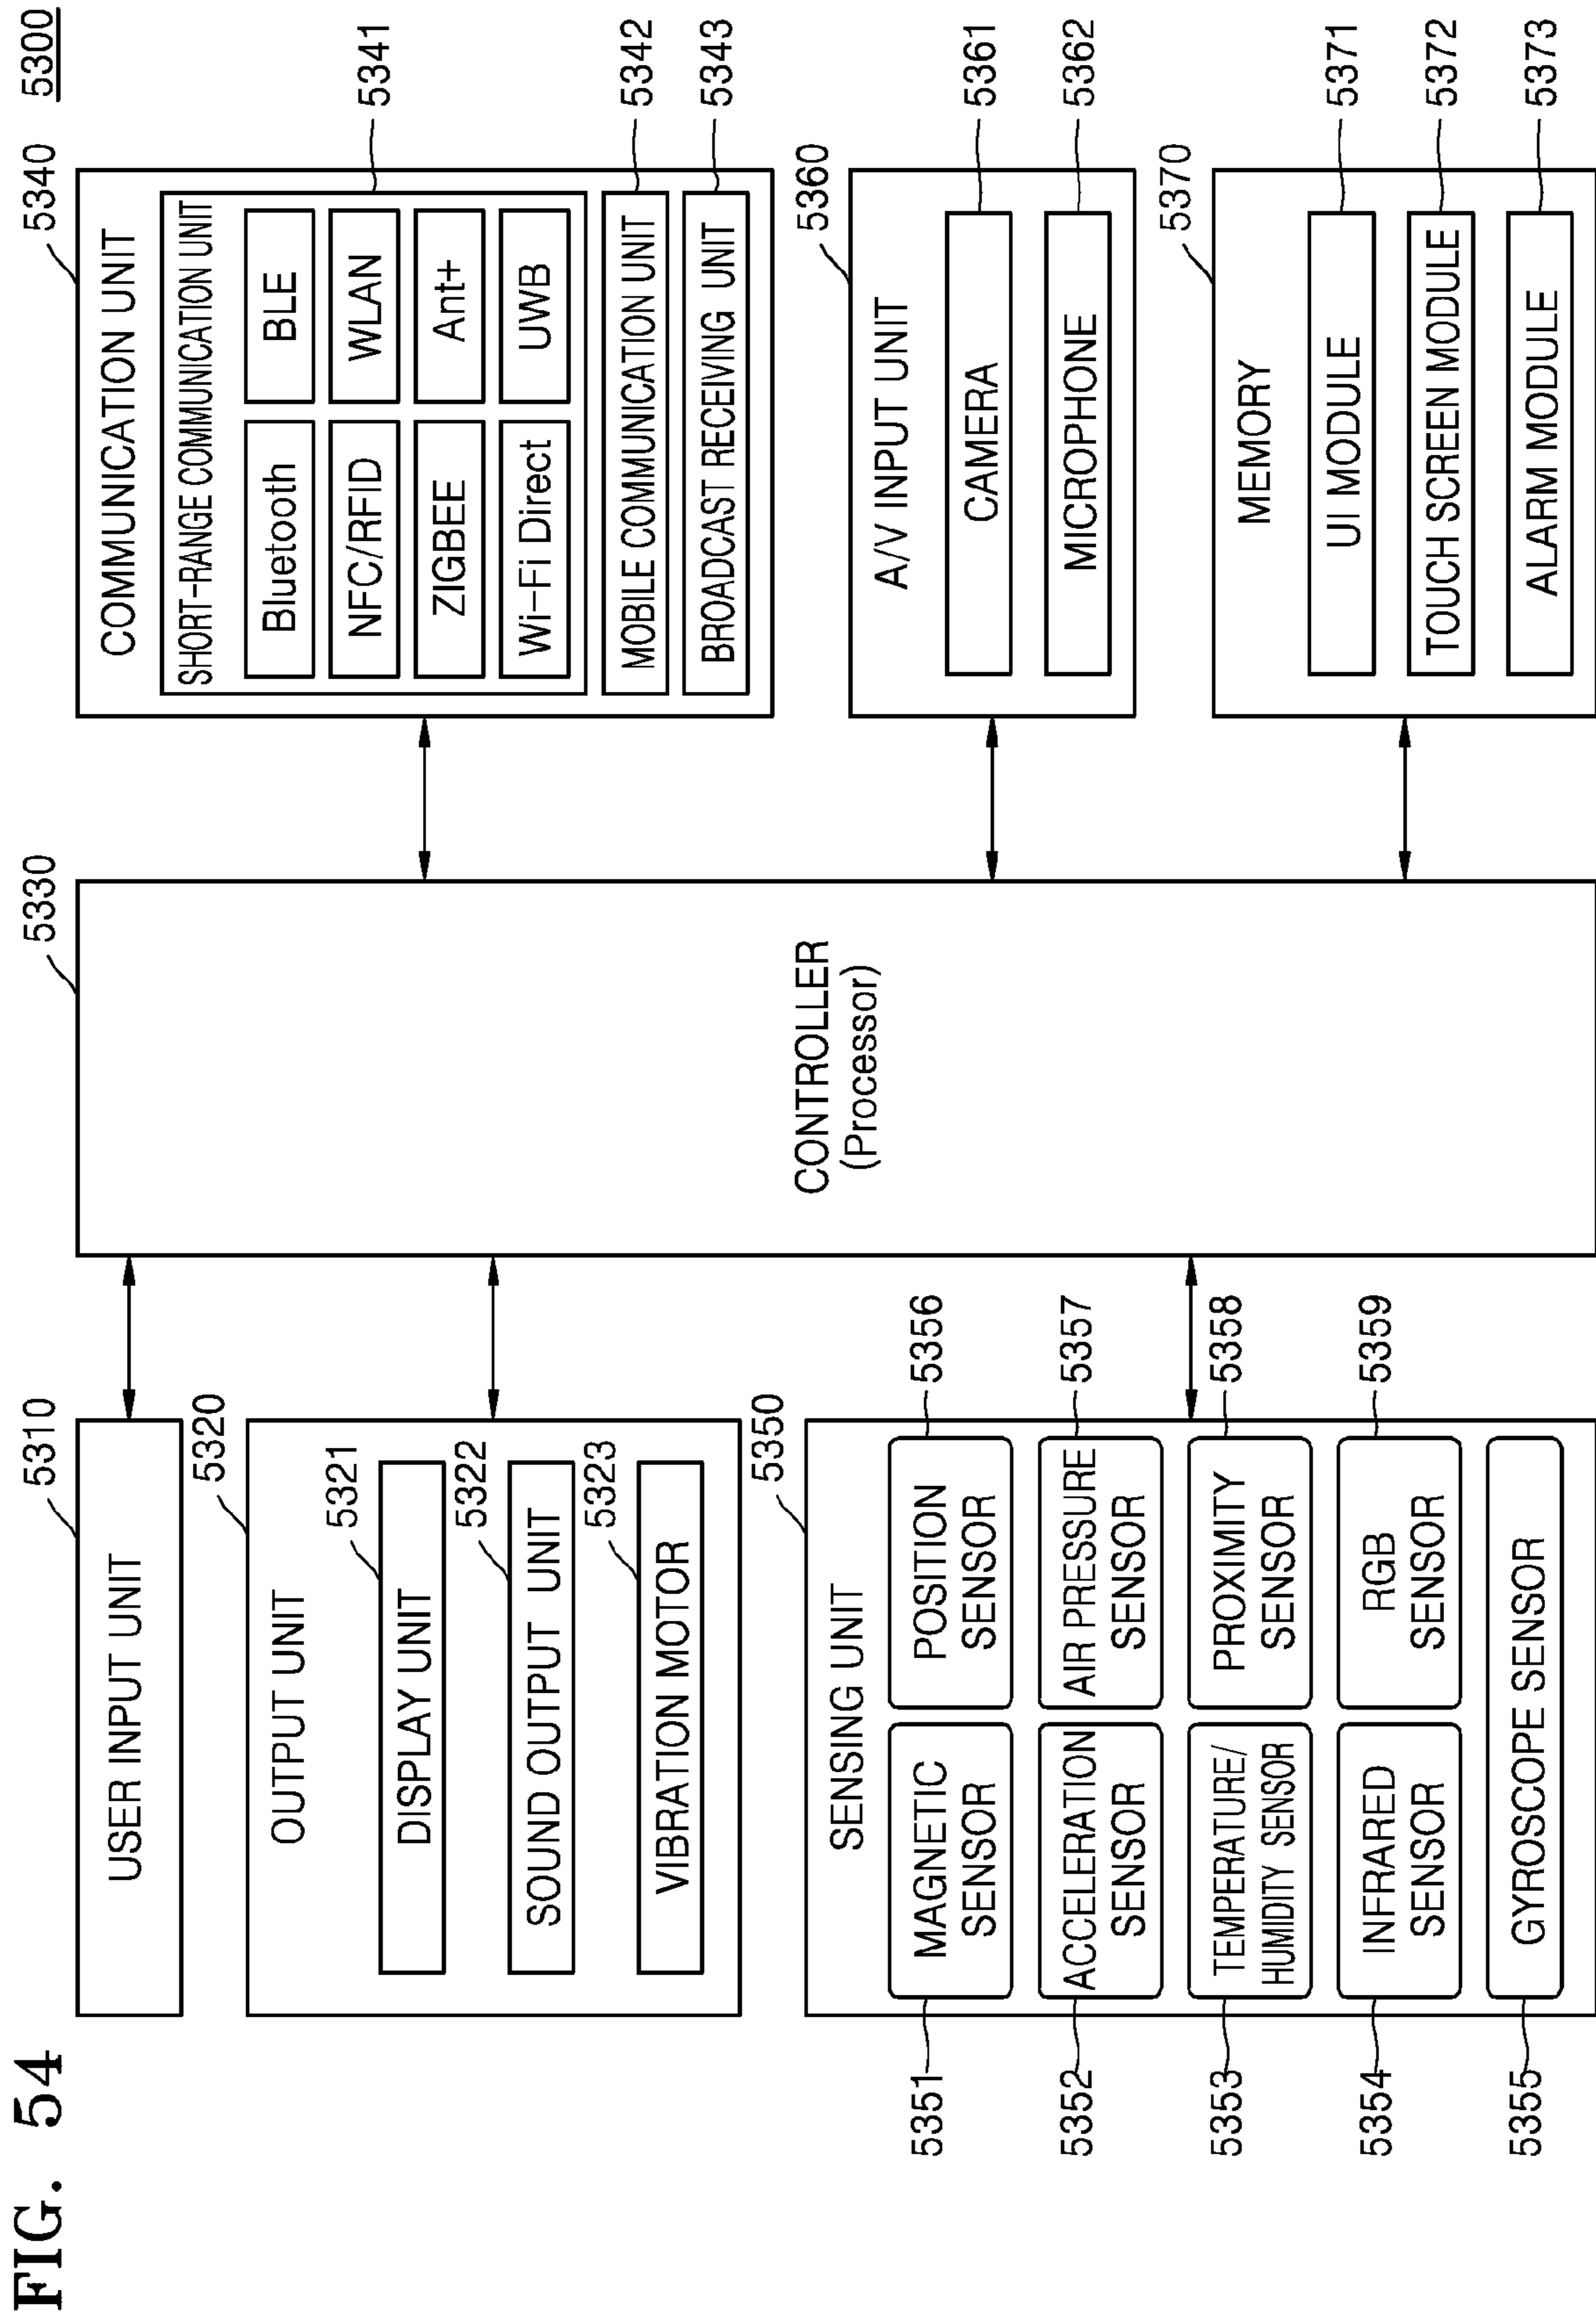 FIG. 54
5300
5310
USER INPUT UNIT
5320
OUTPUT UNIT
5321
DISPLAY UNIT
5322
SOUND OUTPUT UNIT
5323
VIBRATION MOTOR
5350
SENSING UNIT
5351
MAGNETIC
SENSOR
POSITION
SENSOR
5356
5352
ACCELERATION
SENSOR
AIR PRESSURE
SENSOR
5357
5353
TEMPERATURE/
HUMIDITY SENSOR
PROXIMITY
SENSOR
5358
5354
INFRARED
SENSOR
RGB
SENSOR
5359
5355
GYROSCOPE SENSOR
5330
CONTROLLER
(Processor)
5340
COMMUNICATION UNIT
SHORT-RANGE COMMUNICATION UNIT
Bluetooth
BLE
NFC/RFID
WLAN
5341
ZIGBEE
Ant+
Wi-Fi Direct
UWB
MOBILE COMMUNICATION UNIT
5342
BROADCAST RECEIVING UNIT
5343
5360
A/V INPUT UNIT
CAMERA
5361
MICROPHONE
5362
5370
MEMORY
UI MODULE
5371
TOUCH SCREEN MODULE
5372
ALARM MODULE
5373